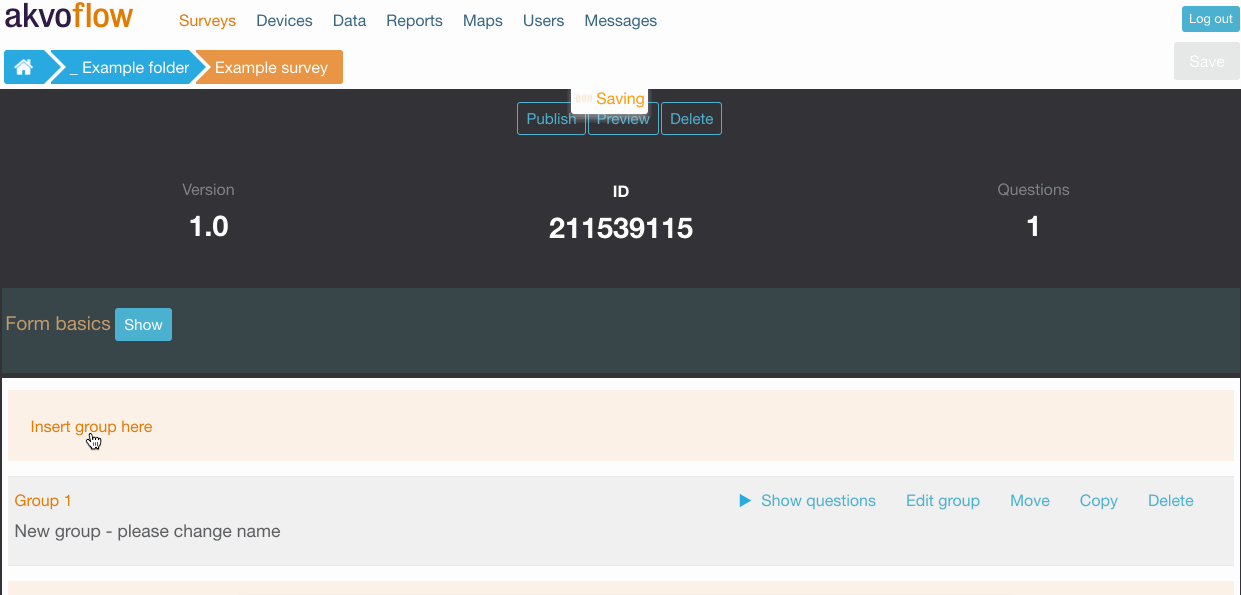 akvoflow Surveys Devices Data Reports Maps Users Messages Log out
_ Example folder Example survey Save
Saving
Publish Preview Delete
Version ID Questions
1.0 211539115 1
Form basics Show
Insert group here
Group 1 Show questions Edit group Move Copy Delete
New group - please change name